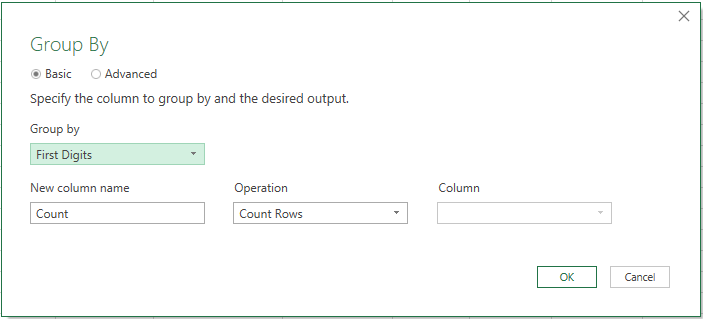 Group By
Basic Advanced
Specify the column to group by and the desired output.
Group by
First Digits
New column name Operation Column
Count Count Rows
OK Cancel